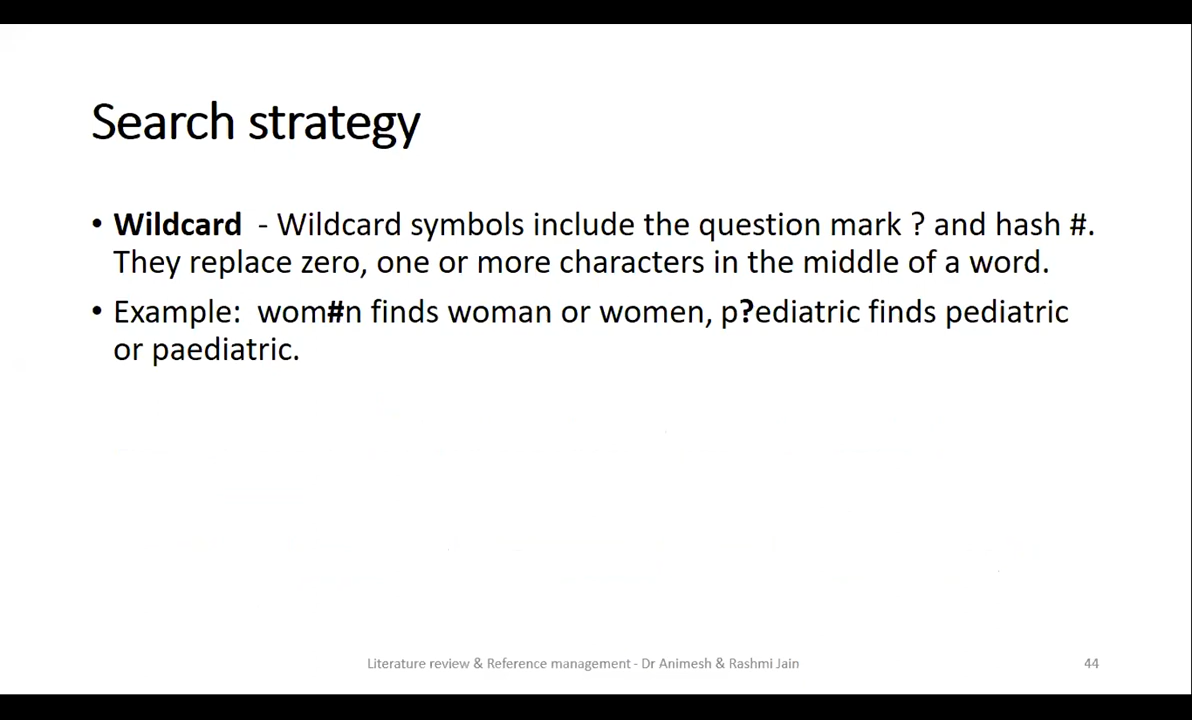 Search strategy
• Wildcard - Wildcard symbols include the question mark ? and hash #.
They replace zero, one or more characters in the middle of a word.
• Example: wom#n finds woman or women, p?ediatric finds pediatric
or paediatric.
Literature review & Reference management - Dr Animesh & Rashmi Jain
44